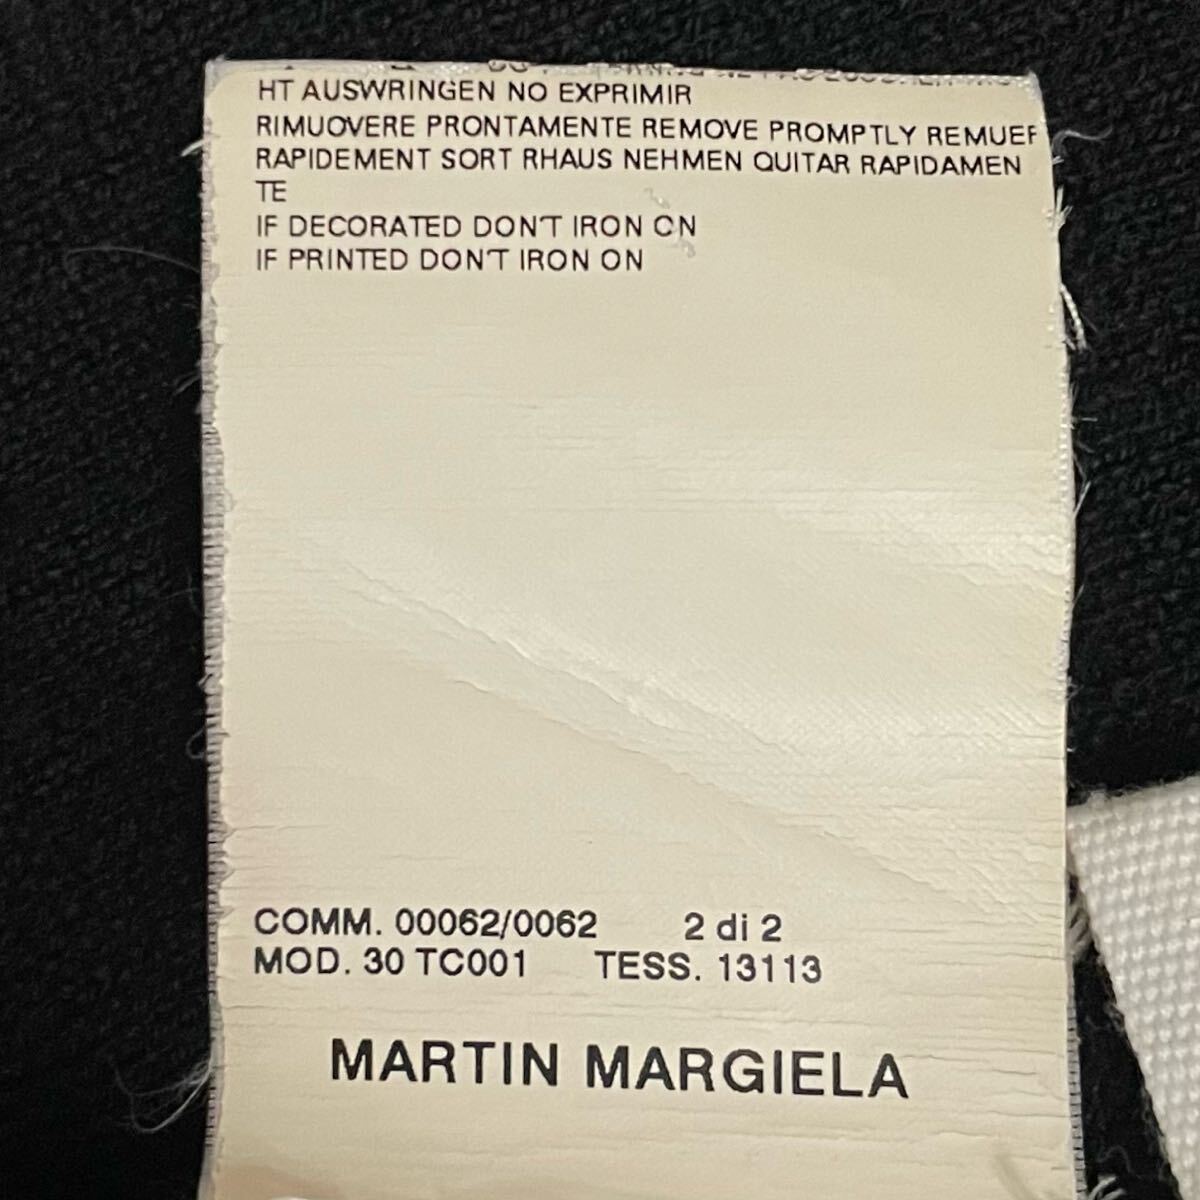 HT AUSWRINGEN NO EXPRIMIR
RIMUOVERE PRONTAMENTE REMOVE PROMPTLY REMUER
RAPIDEMENT SORT RHAUS NEHMEN QUITAR RAPIDAMEN
TE
IF DECORATED DON'T IRON ON
IF PRINTED DON'T IRON ON
COMM. 00062/0062 2 di 2
MOD. 30 TC001 TESS. 13113
MARTIN MARGIELA